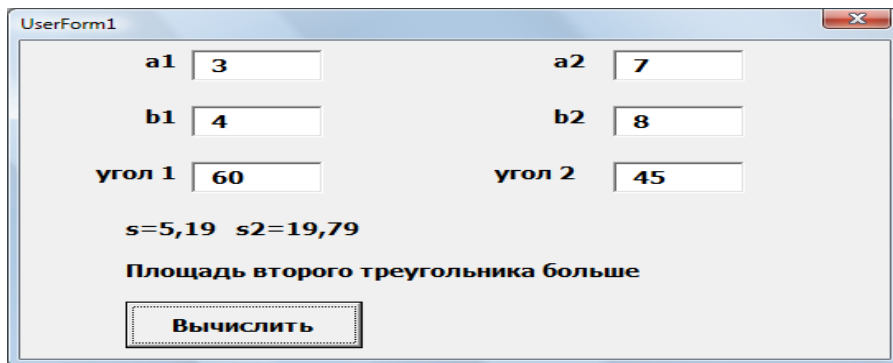 UserForm1
a1 3 a2 7
b1 4 b2 8
угол 1 60 угол 2 45
s=5,19 s2=19,79
Площадь второго треугольника больше
Вычислить